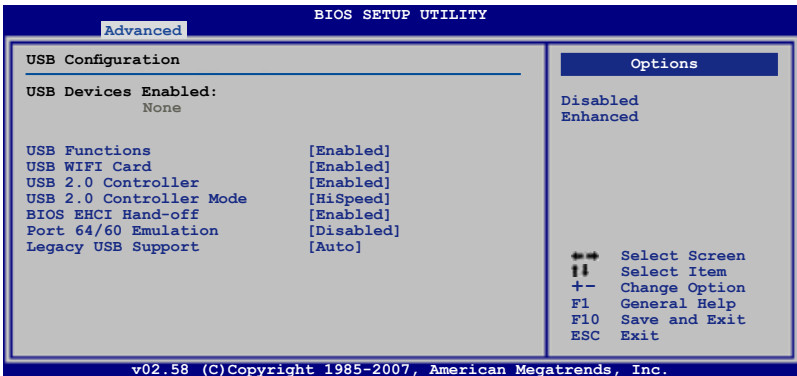 BIOS SETUP UTILITY
Advanced
USB Configuration
USB Devices Enabled:
None
USB Functions [Enabled]
USB WIFI Card [Enabled]
USB 2.0 Controller [Enabled]
USB 2.0 Controller Mode [HiSpeed]
BIOS EHCI Hand-off [Enabled]
Port 64/60 Emulation [Disabled]
Legacy USB Support [Auto]
Options
Disabled
Enhanced
←→ Select Screen
↑↓ Select Item
+- Change Option
F1 General Help
F10 Save and Exit
ESC Exit
v02.58 (C)Copyright 1985-2007, American Megatrends, Inc.